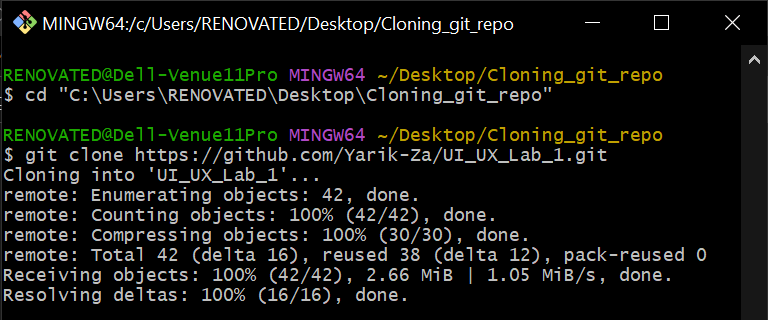 MINGW64:/c/Users/RENOVATED/Desktop/Cloning_git_repo
RENOVATED@Dell-Venue11Pro MINGW64 ~/Desktop/Cloning_git_repo
$ cd "C:\Users\RENOVATED\Desktop\Cloning_git_repo"
RENOVATED@Dell-Venue11Pro MINGW64 ~/Desktop/Cloning_git_repo
$ git clone https://github.com/Yarik-Za/UI_UX_Lab_1.git
Cloning into 'UI_UX_Lab_1'...
remote: Enumerating objects: 42, done.
remote: Counting objects: 100% (42/42), done.
remote: Compressing objects: 100% (30/30), done.
remote: Total 42 (delta 16), reused 38 (delta 12), pack-reused 0
Receiving objects: 100% (42/42), 2.66 MiB | 1.05 MiB/s, done.
Resolving deltas: 100% (16/16), done.